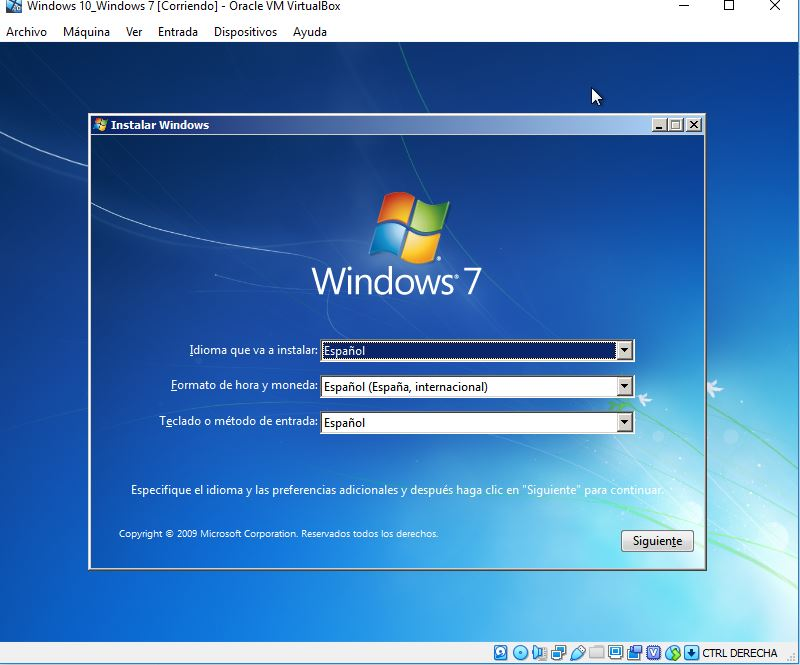 Windows 10_Windows 7 [Corriendo] - Oracle VM VirtualBox
Archivo Máquina Ver Entrada Dispositivos Ayuda
Instalar Windows
Windows® 7
Idioma que va a instalar: Español
Formato de hora y moneda: Español (España, internacional)
Teclado o método de entrada: Español
Especifique el idioma y las preferencias adicionales y después haga clic en "Siguiente" para continuar.
Copyright © 2009 Microsoft Corporation. Reservados todos los derechos.
Siguiente
CTRL DERECHA